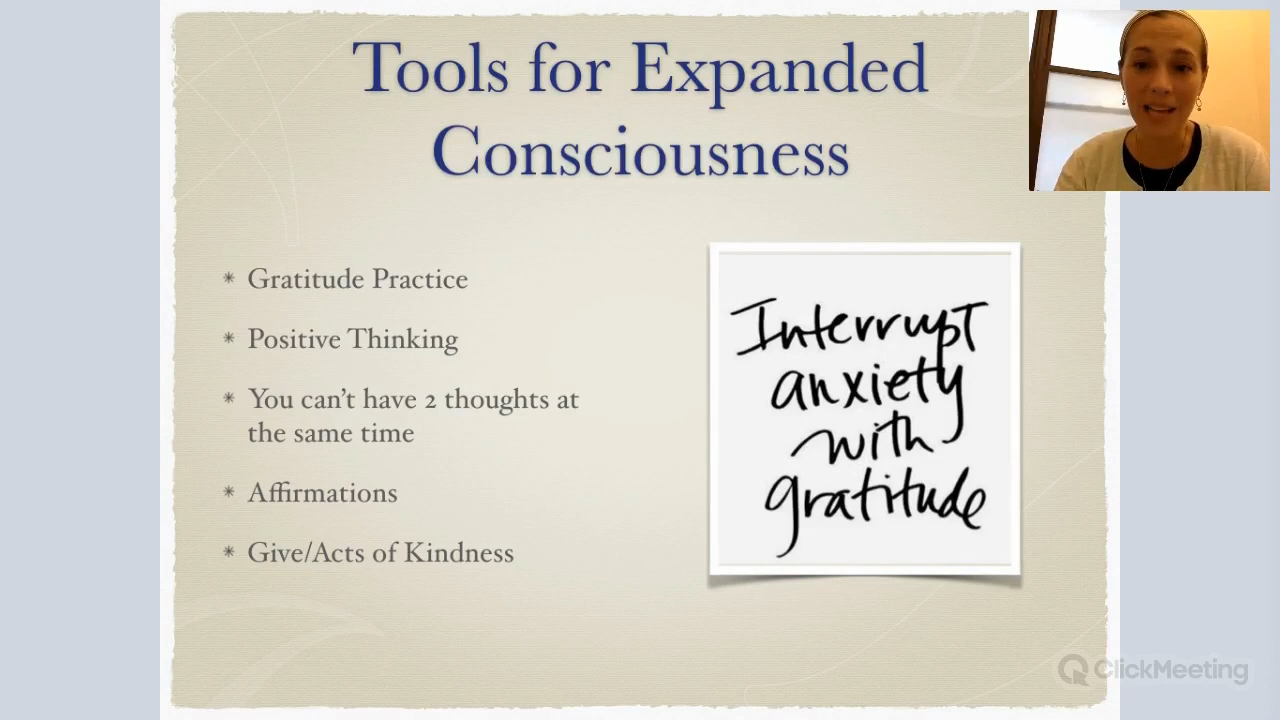 Tools for Expanded
Consciousness
* Gratitude Practice
* Positive Thinking
* You can’t have 2 thoughts at
the same time
* Affirmations
* Give/Acts of Kindness
Interrupt
anxiety
with
gratitude
ClickMeeting